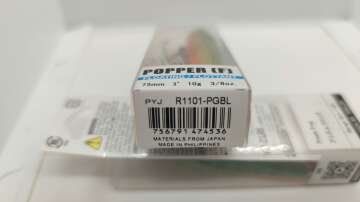 POPPER (F)
FLOATING / FLOTTANT
75mm 3" 10g 3/8oz.
PYJ R1101-PGBL
756791 474536
MATERIALS FROM JAPAN
MADE IN PHILIPPINES